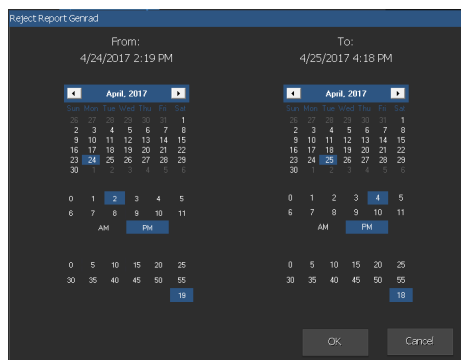 Reject Report Genrad
From: To:
4/24/2017 2:19 PM 4/25/2017 4:18 PM
April, 2017 April, 2017
Sun Mon Tue Wed Thu Fri Sat Sun Mon Tue Wed Thu Fri Sat
26 27 28 29 30 31 1 26 27 28 29 30 31 1
2 3 4 5 6 7 8 2 3 4 5 6 7 8
9 10 11 12 13 14 15 9 10 11 12 13 14 15
16 17 18 19 20 21 22 16 17 18 19 20 21 22
23 24 25 26 27 28 29 23 24 25 26 27 28 29
30 1 2 3 4 5 6 30 1 2 3 4 5 6
0 1 2 3 4 5 0 1 2 3 4 5
6 7 8 9 10 11 6 7 8 9 10 11
AM PM AM PM
0 5 10 15 20 25 0 5 10 15 20 25
30 35 40 45 50 55 30 35 40 45 50 55
19 18
OK Cancel